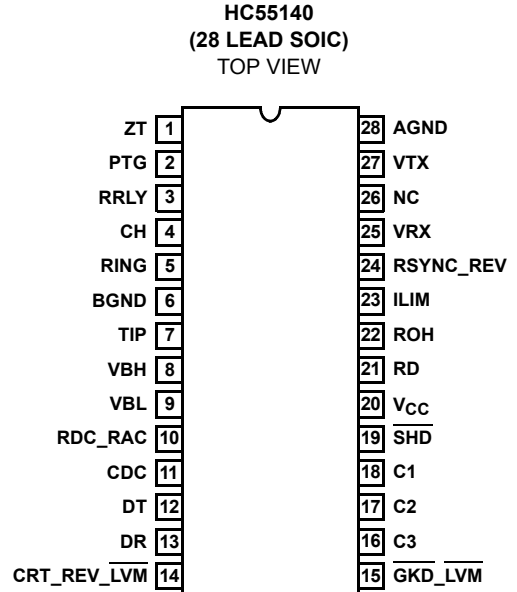 HC55140
(28 LEAD SOIC)
TOP VIEW
ZT 1 28 AGND
PTG 2 27 VTX
RRLY 3 26 NC
CH 4 25 VRX
RING 5 24 RSYNC_REV
BGND 6 23 ILIM
TIP 7 22 ROH
VBH 8 21 RD
VBL 9 20 VCC
RDC_RAC 10 19 SHD
CDC 11 18 C1
DT 12 17 C2
DR 13 16 C3
CRT_REV_LVM 14 15 GKD_LVM